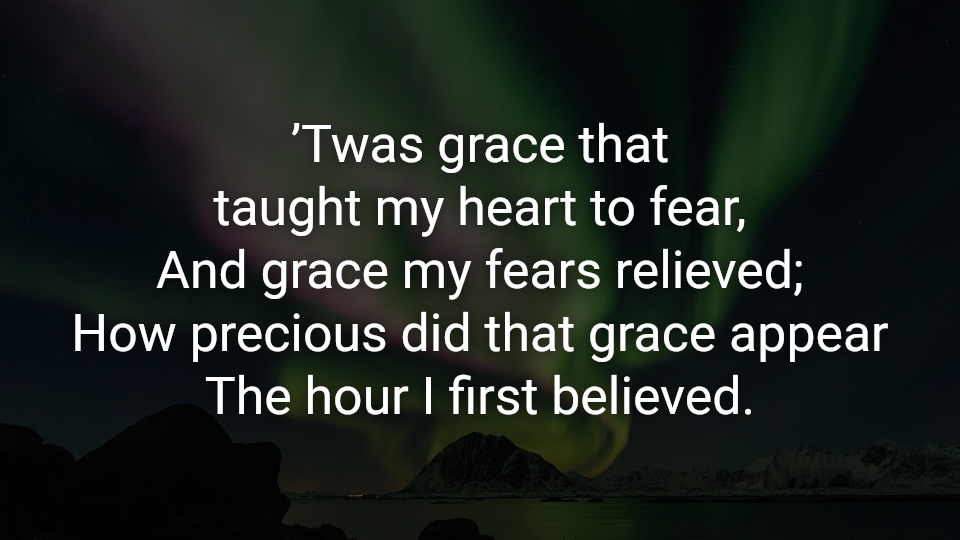 ’Twas grace that
taught my heart to fear,
And grace my fears relieved;
How precious did that grace appear
The hour I first believed.